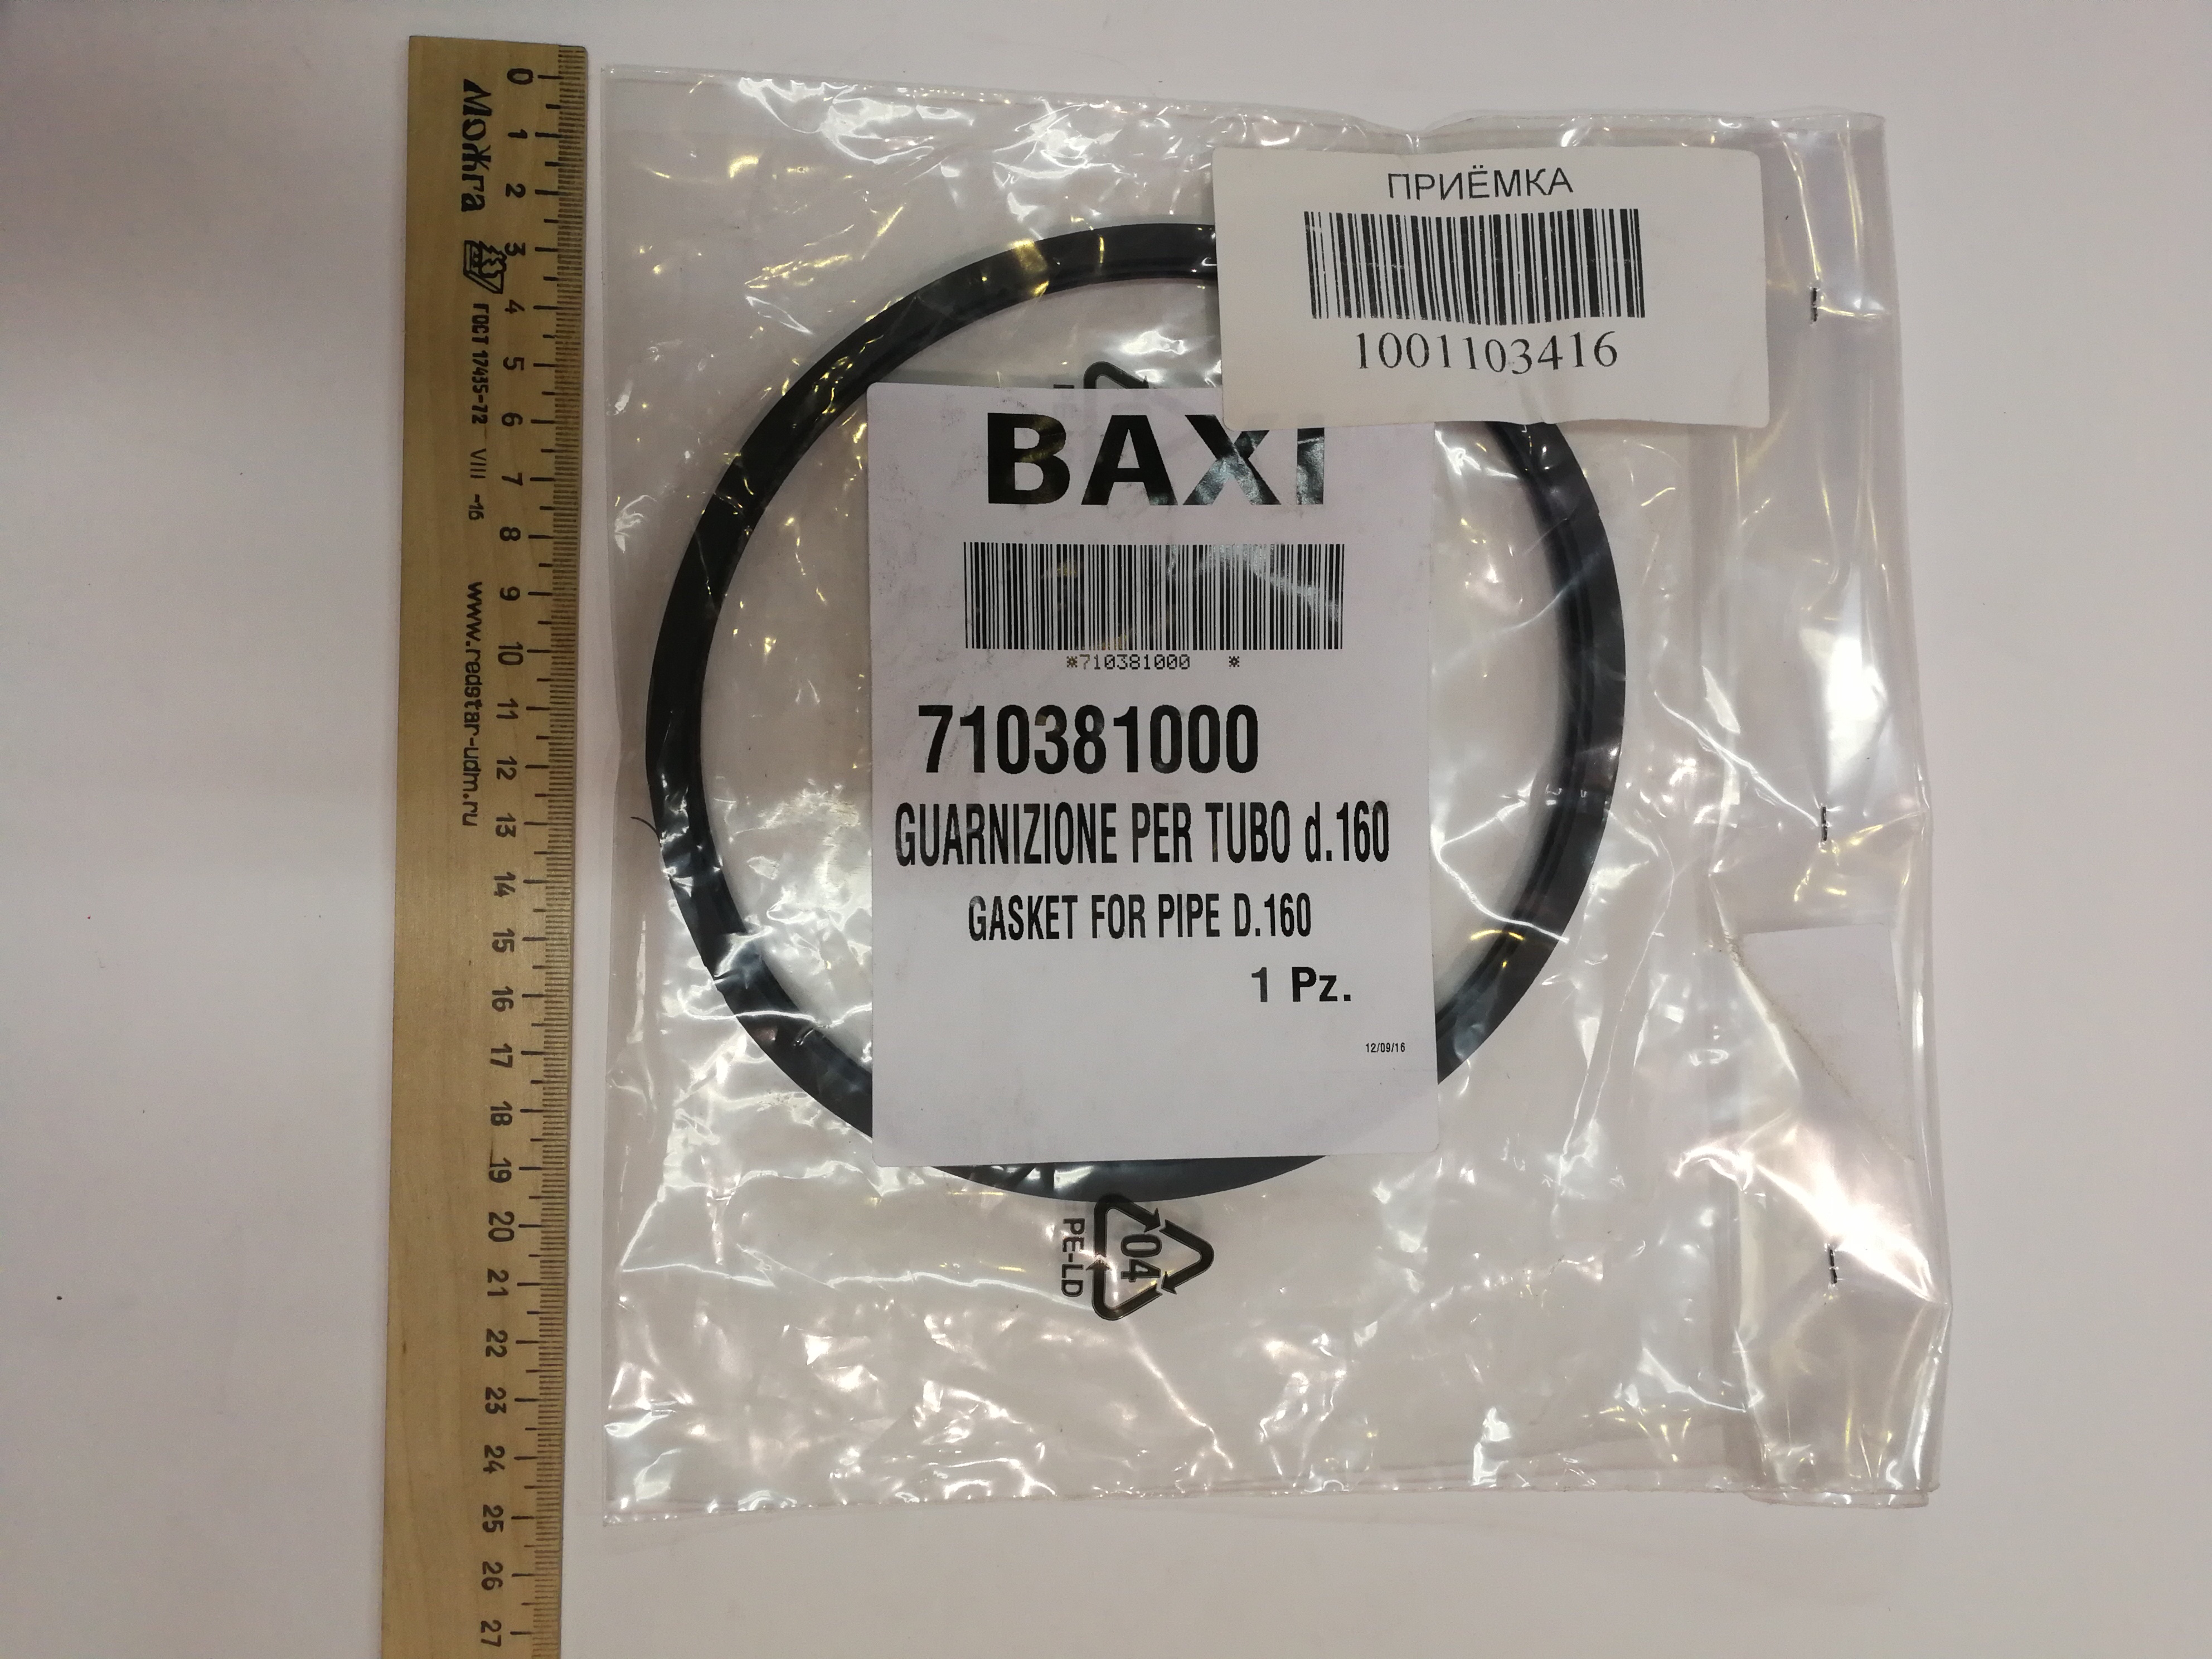 ПРИЁМКА
1001103416
BAXI
*710381000 *
710381000
GUARNIZIONE PER TUBO d.160
GASKET FOR PIPE D.160
1 Pz.
12/09/16
04
PE-LD
Можга ГОСТ 17435-72 VIII -16 www.redstar-udm.ru
0 1 2 3 4 5 6 7 8 9 10 11 12 13 14 15 16 17 18 19 20 21 22 23 24 25 26 27